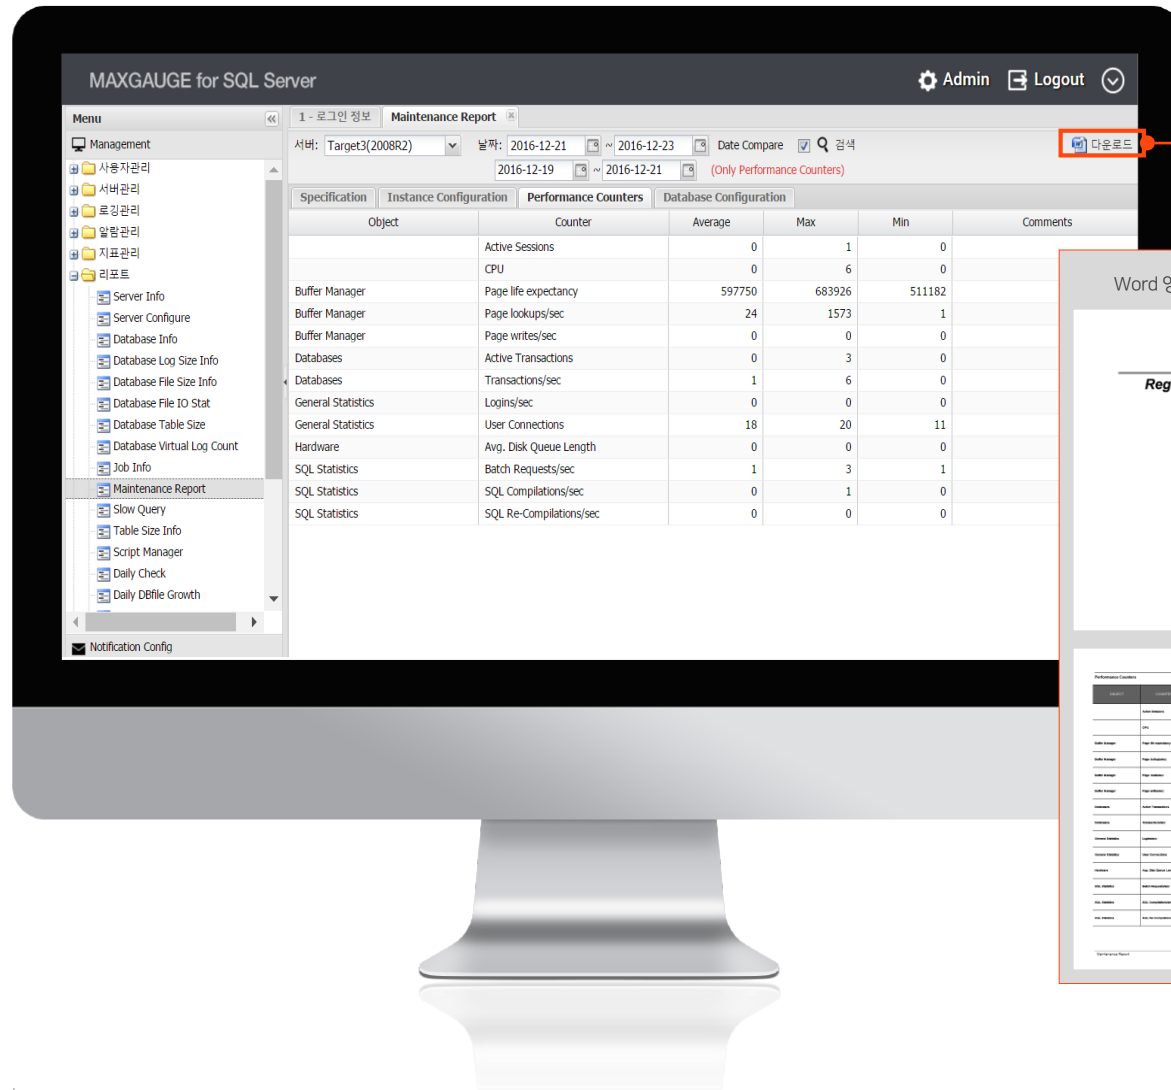 MAXGAUGE for SQL Server
Admin Logout
Menu
Management
사용자관리
서버관리
로깅관리
알람관리
지표관리
리포트
Server Info
Server Configure
Database Info
Database Log Size Info
Database File Size Info
Database File IO Stat
Database Table Size
Database Virtual Log Count
Job Info
Maintenance Report
Slow Query
Table Size Info
Script Manager
Daily Check
Daily DBfile Growth
Notification Config
1 - 로그인 정보 Maintenance Report
서버: Target3(2008R2) 날짜: 2016-12-21 ~ 2016-12-23 Date Compare 검색 다운로드
2016-12-19 ~ 2016-12-21 (Only Performance Counters)
Specification Instance Configuration Performance Counters Database Configuration
Object Counter Average Max Min Comments
Active Sessions 0 1 0
CPU 0 6 0
Buffer Manager Page life expectancy 597750 683926 511182
Buffer Manager Page lookups/sec 24 1573 1
Buffer Manager Page writes/sec 0 0 0
Databases Active Transactions 0 3 0
Databases Transactions/sec 1 6 0
General Statistics Logins/sec 0 0 0
General Statistics User Connections 18 20 11
Hardware Avg. Disk Queue Length 0 0 0
SQL Statistics Batch Requests/sec 1 3 1
SQL Statistics SQL Compilations/sec 0 1 0
SQL Statistics SQL Re-Compilations/sec 0 0 0
Word
Reg
Performance Counters
Maintenance Report